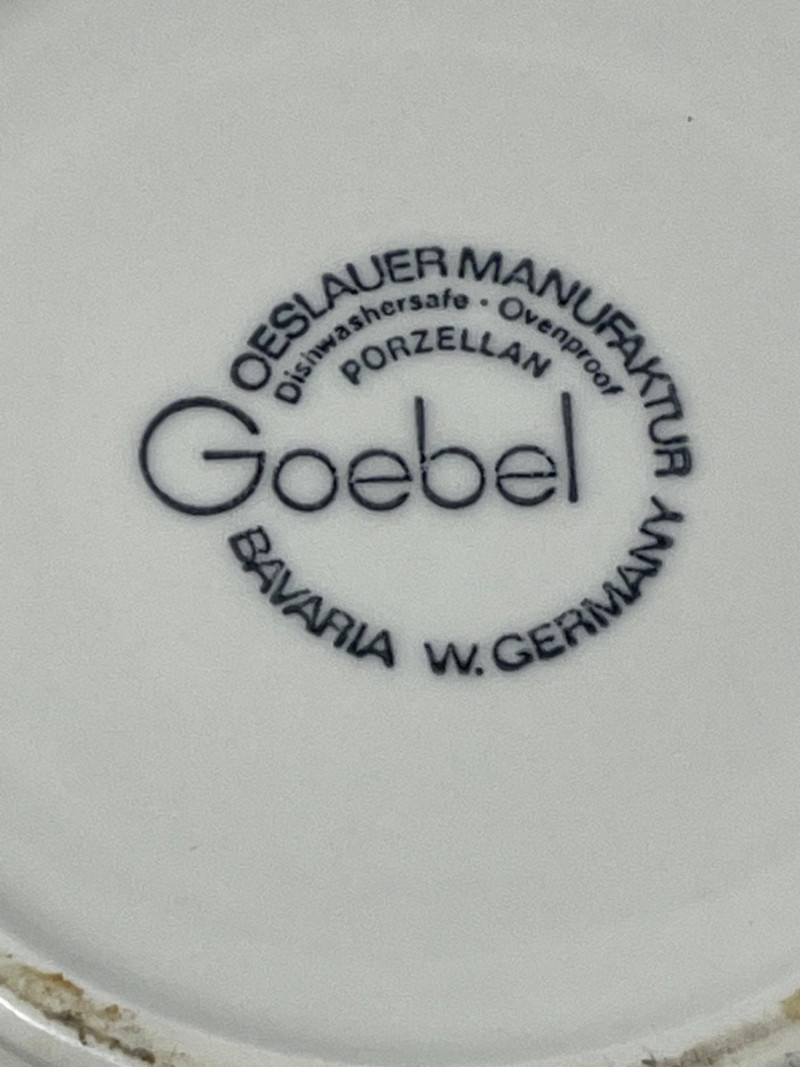 OESLAUER MANUFAKTUR
Dishwashersafe · Ovenproof
PORZELLAN
Goebel
BAVARIA W. GERMANY